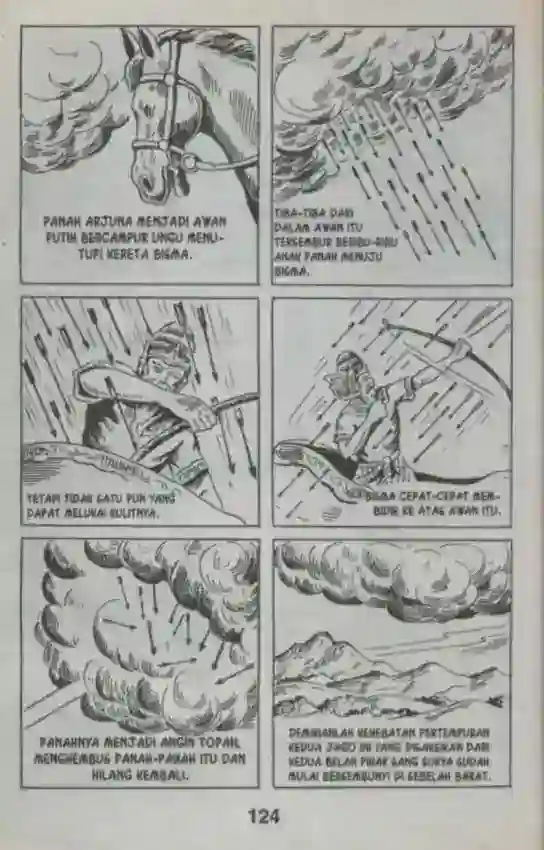 PANAH ARJUNA MENJADI AWAN
PUTIH BERCAMPUR UNGU MENU-
TUPI KERETA BISMA.
TIBA-TIBA DARI
DALAM AWAN ITU
TERSEMBUR BERIBU-RIBU
ANAK PANAH MENUJU
BISMA.
TETAPI TIDAK SATU PUN YANG
DAPAT MELUKAI KULITNYA.
BISMA CEPAT-CEPAT MEM-
BIDIK KE ATAS AWAN ITU.
PANAHNYA MENJADI ANGIN TOPAN,
MENGHEMBUS PANAH-PANAH ITU DAN
HILANG KEMBALI.
DEMIKIANLAH KEHEBATAN PERTEMPURAN
KEDUA JAGO INI YANG DISAKSIKAN DARI
KEDUA BELAH PIHAK SANG SURYA SUDAH
MULAI BERSEMBUNYI DI SEBELAH BARAT.
124